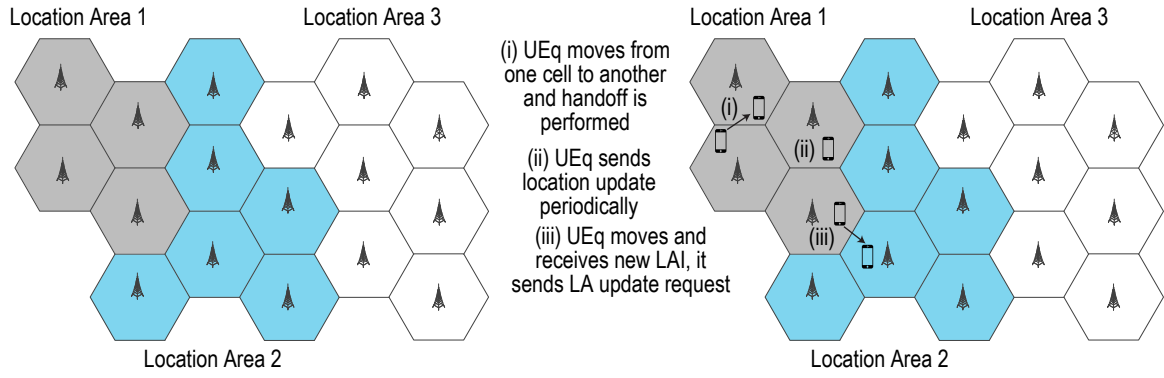 Location Area 1
Location Area 3
Location Area 2
(i) UEq moves from
one cell to another
and handoff is
performed
(ii) UEq sends
location update
periodically
(iii) UEq moves and
receives new LAI, it
sends LA update request
Location Area 1
Location Area 3
(i)
(ii)
(iii)
Location Area 2